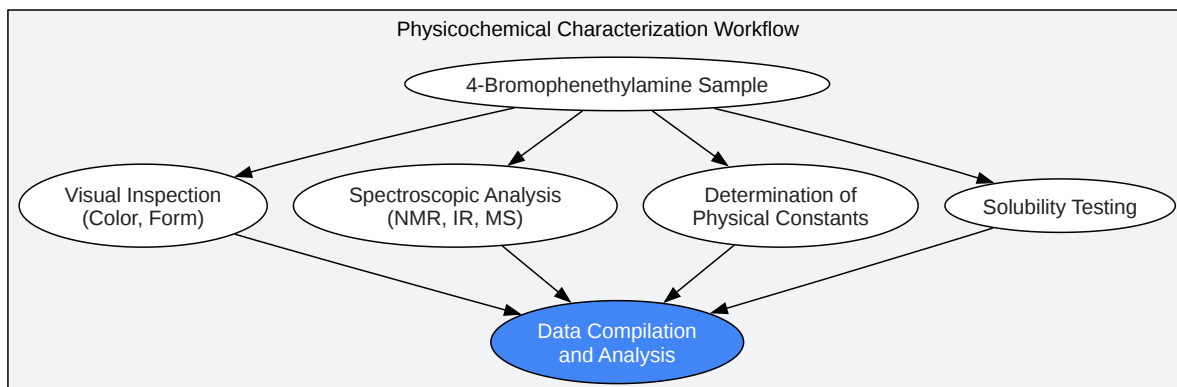 Physicochemical Characterization Workflow
4-Bromophenethylamine Sample
Visual Inspection
(Color, Form)
Spectroscopic Analysis
(NMR, IR, MS)
Determination of
Physical Constants
Solubility Testing
Data Compilation
and Analysis